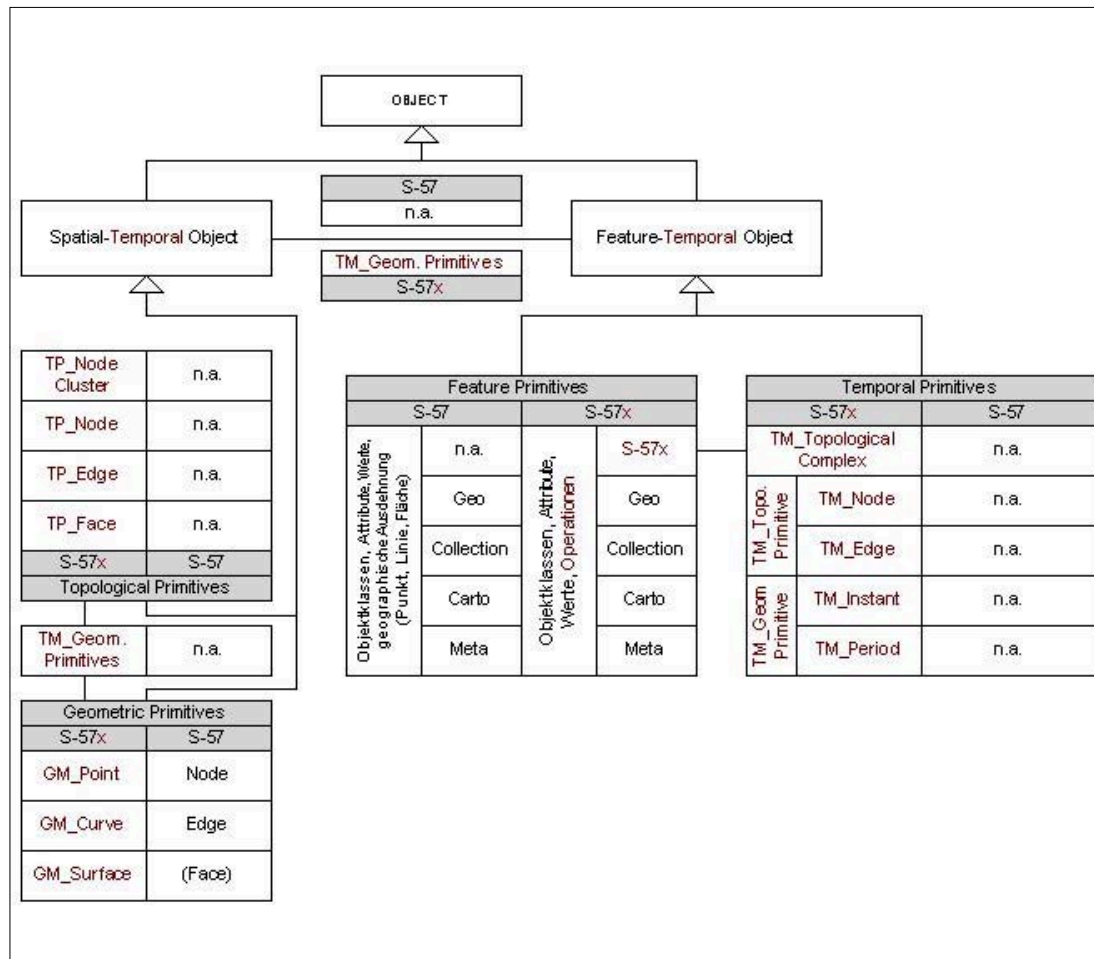 OBJECT
S-57
n.a.
Spatial-Temporal Object
Feature-Temporal Object
TM_Geom. Primitives
S-57x
TP_Node Cluster
n.a.
TP_Node
n.a.
TP_Edge
n.a.
TP_Face
n.a.
S-57x
S-57
Topological Primitives
TM_Geom. Primitives
n.a.
Geometric Primitives
S-57x
S-57
GM_Point
Node
GM_Curve
Edge
GM_Surface
(Face)
Feature Primitives
S-57
S-57x
Objektklassen, Attribute, Werte,
geographische Ausdehnung
(Punkt, Linie, Fläche)
n.a.
Geo
Collection
Carto
Meta
Objektklassen, Attribute,
Werte, Operationen
S-57x
Geo
Collection
Carto
Meta
Temporal Primitives
S-57x
S-57
TM_Topological
Complex
n.a.
TM_Topo.
Primitive
TM_Node
n.a.
TM_Edge
n.a.
TM_Geom
Primitive
TM_Instant
n.a.
TM_Period
n.a.